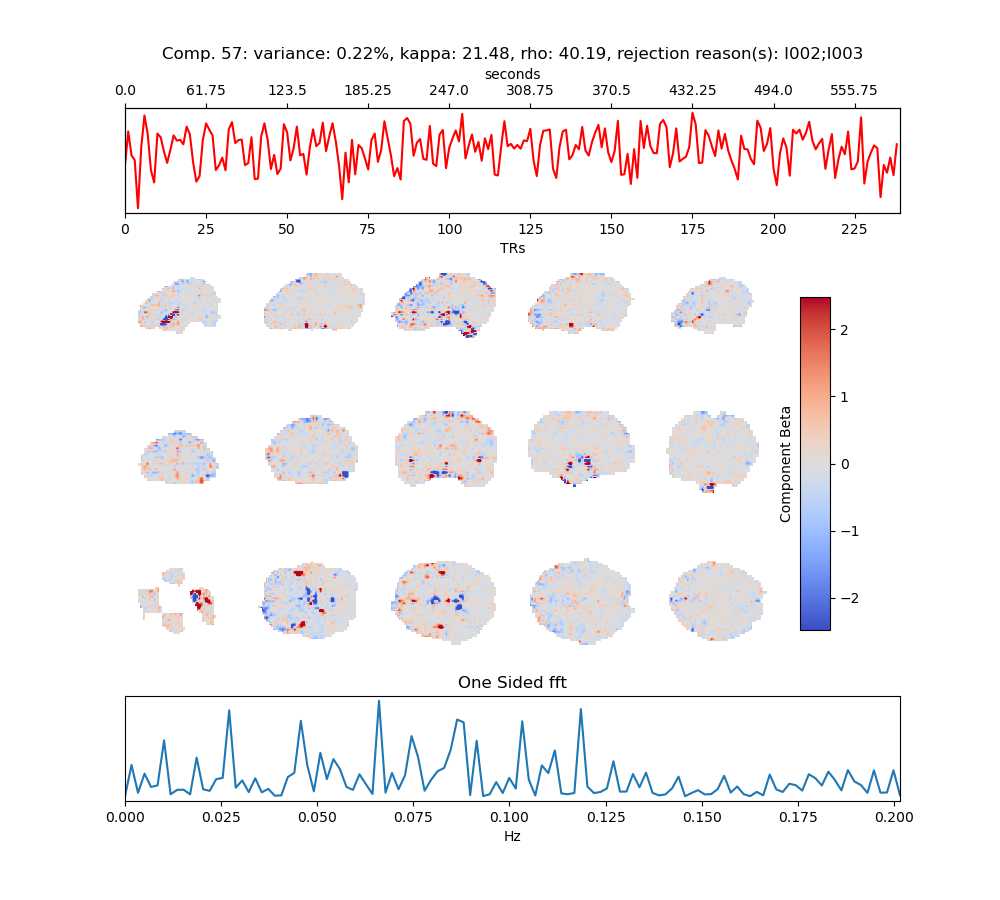 Comp. 57: variance: 0.22%, kappa: 21.48, rho: 40.19, rejection reason(s): I002;I003
seconds
0.0 61.75 123.5 185.25 247.0 308.75 370.5 432.25 494.0 555.75
0 25 50 75 100 125 150 175 200 225
TRs
2
1
0
−1
−2
Component Beta
One Sided fft
0.000 0.025 0.050 0.075 0.100 0.125 0.150 0.175 0.200
Hz